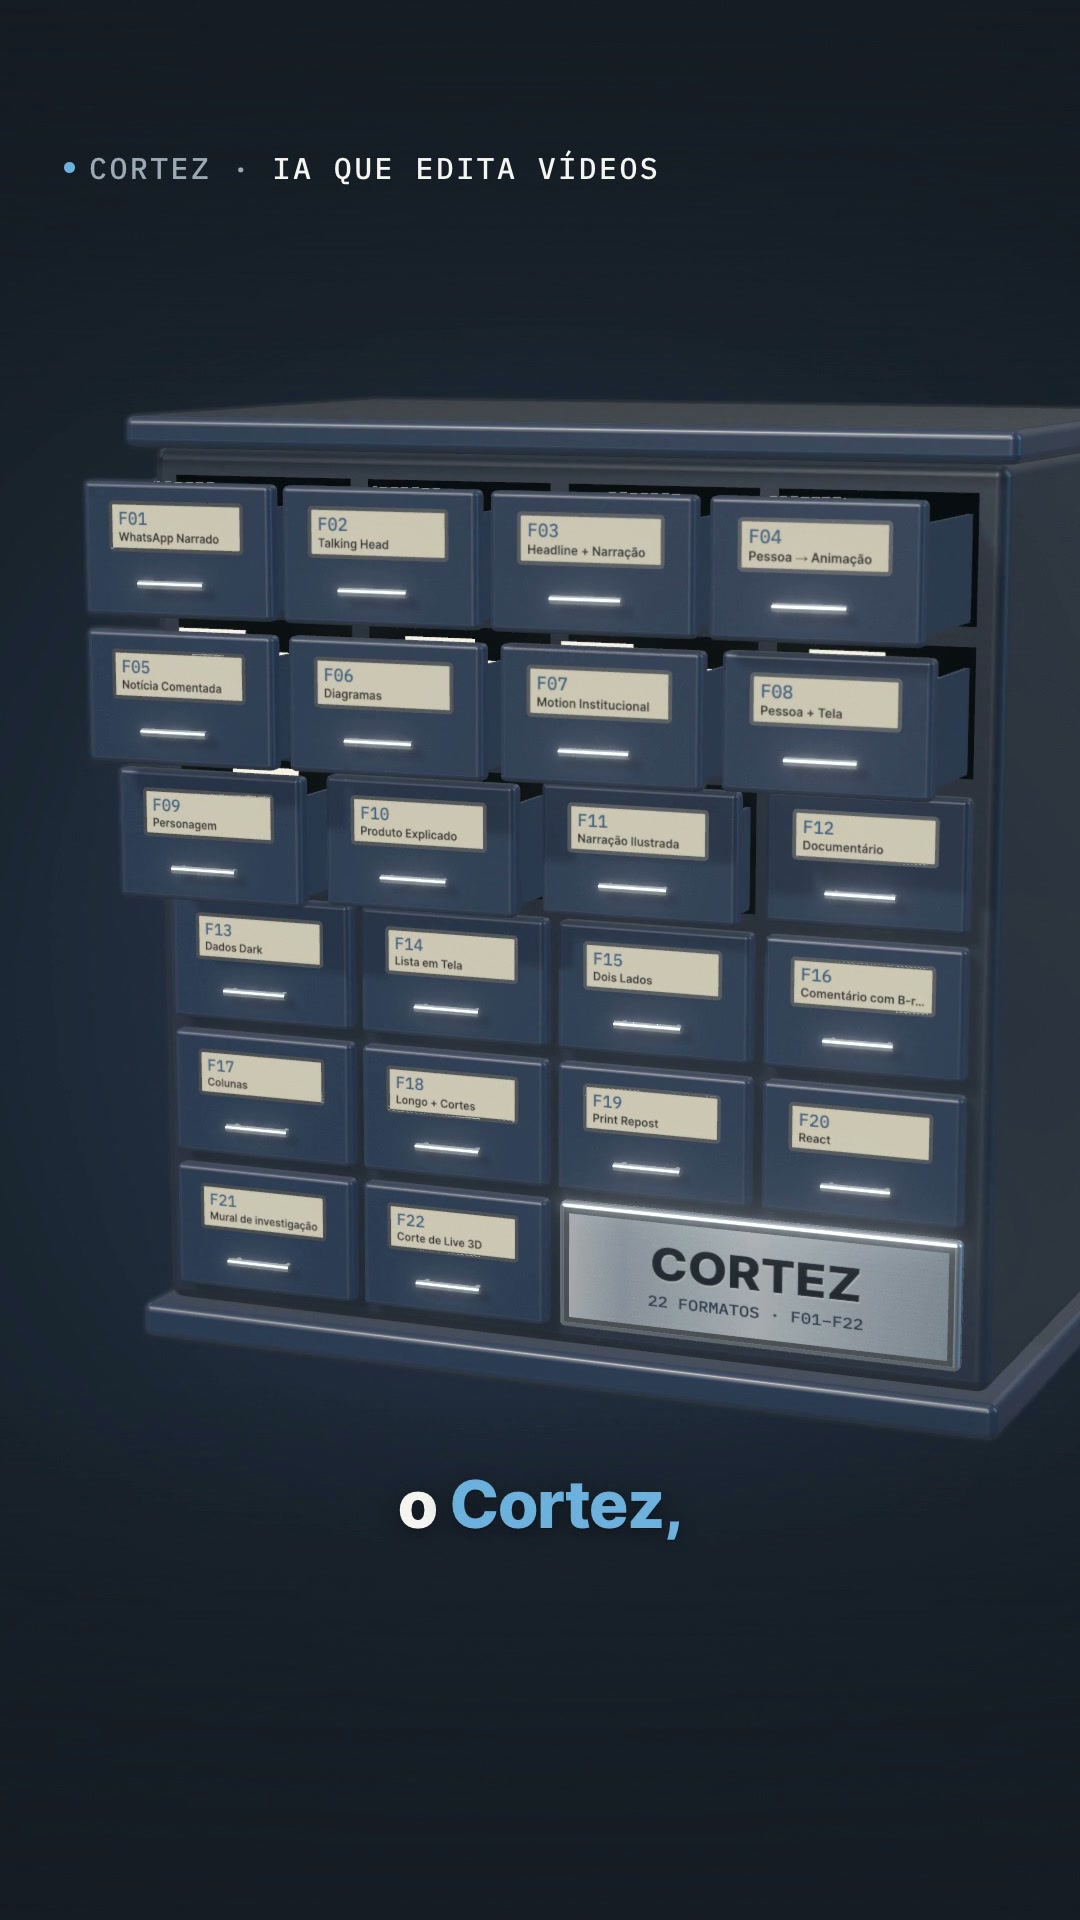 CORTEZ · IA QUE EDITA VÍDEOS
F01
WhatsApp Narrado
F02
Talking Head
F03
Headline + Narração
F04
Pessoa → Animação
F05
Notícia Comentada
F06
Diagramas
F07
Motion Institucional
F08
Pessoa + Tela
F09
Personagem
F10
Produto Explicado
F11
Narração Ilustrada
F12
Documentário
F13
Dados Dark
F14
Lista em Tela
F15
Dois Lados
F16
Comentário com B-r...
F17
Colunas
F18
Longo + Cortes
F19
Print Repost
F20
React
F21
Mural de investigação
F22
Corte de Live 3D
CORTEZ
22 FORMATOS · F01–F22
o Cortez,